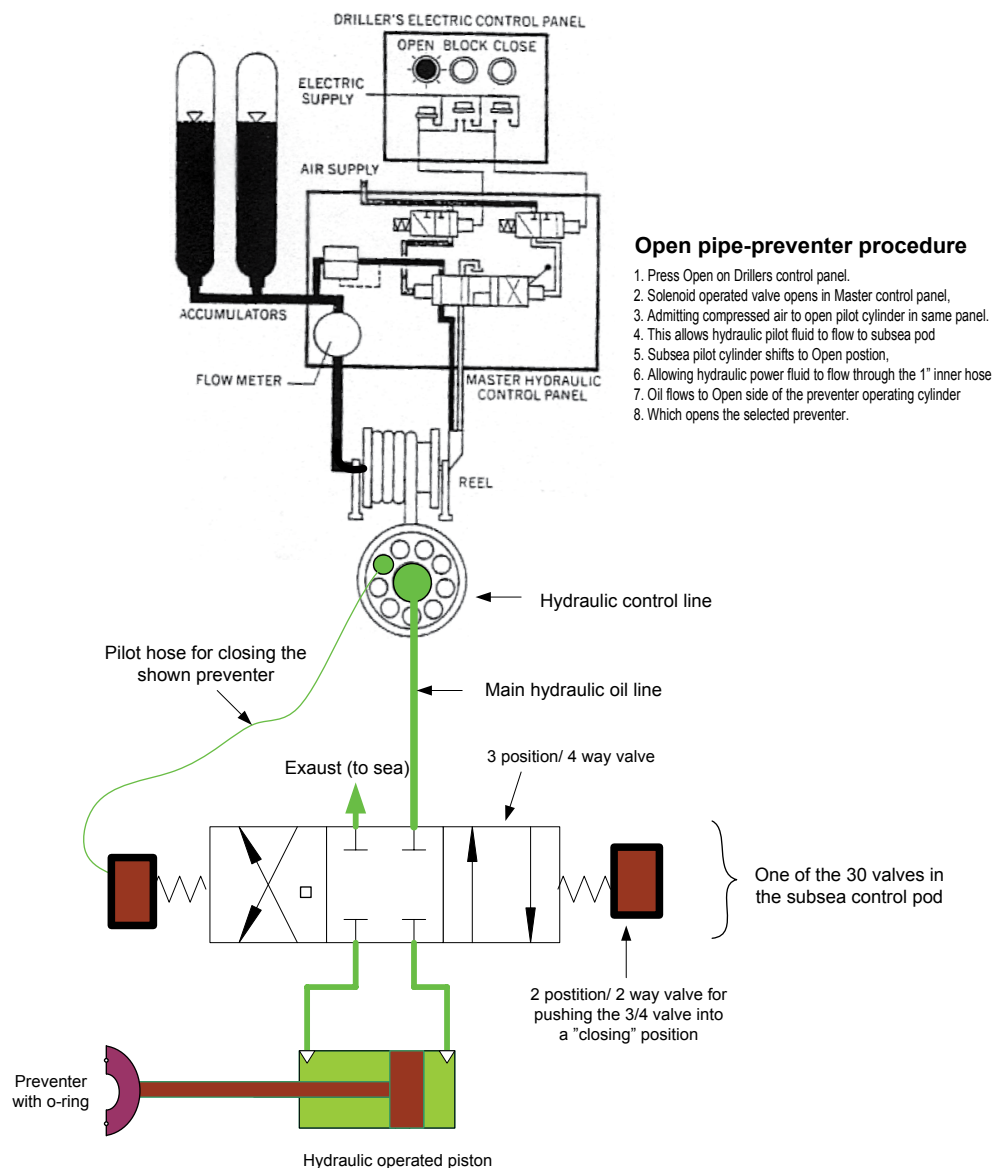 DRILLER'S ELECTRIC CONTROL PANEL
OPEN BLOCK CLOSE
ELECTRIC
SUPPLY
AIR SUPPLY
ACCUMULATORS
FLOW METER
MASTER HYDRAULIC
CONTROL PANEL
REEL
Open pipe-preventer procedure
1. Press Open on Drillers control panel.
2. Solenoid operated valve opens in Master control panel,
3. Admitting compressed air to open pilot cylinder in same panel.
4. This allows hydraulic pilot fluid to flow to subsea pod
5. Subsea pilot cylinder shifts to Open postion,
6. Allowing hydraulic power fluid to flow through the 1" inner hose
7. Oil flows to Open side of the preventer operating cylinder
8. Which opens the selected preventer.
Hydraulic control line
Pilot hose for closing the
shown preventer
Main hydraulic oil line
Exaust (to sea)
3 position/ 4 way valve
One of the 30 valves in
the subsea control pod
2 postition/ 2 way valve for
pushing the 3/4 valve into
a ”closing” position
Preventer
with o-ring
Hydraulic operated piston